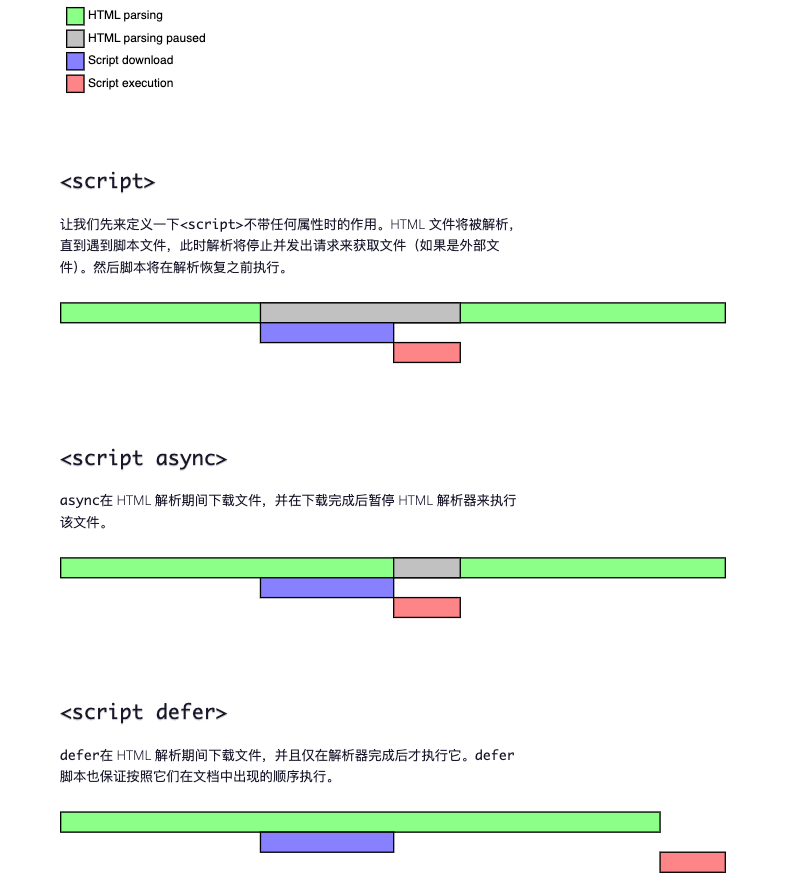 HTML parsing
HTML parsing paused
Script download
Script execution
<script>
让我们先来定义一下<script>不带任何属性时的作用。HTML 文件将被解析，
直到遇到脚本文件，此时解析将停止并发出请求来获取文件（如果是外部文
件）。然后脚本将在解析恢复之前执行。
<script async>
async在 HTML 解析期间下载文件，并在下载完成后暂停 HTML 解析器来执行
该文件。
<script defer>
defer在 HTML 解析期间下载文件，并且仅在解析器完成后才执行它。defer
脚本也保证按照它们在文档中出现的顺序执行。